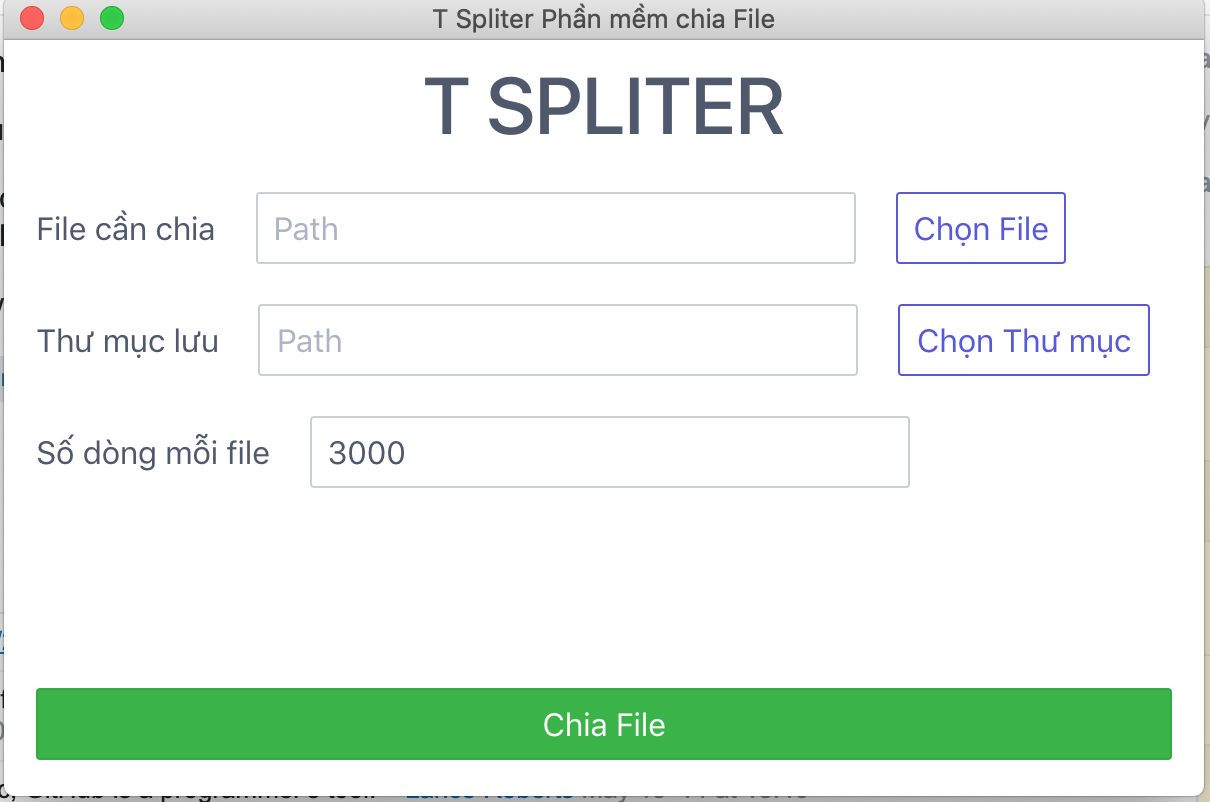 T Spliter Phần mềm chia File
T SPLITER
File cần chia Path Chọn File
Thư mục lưu Path Chọn Thư mục
Số dòng mỗi file 3000
Chia File